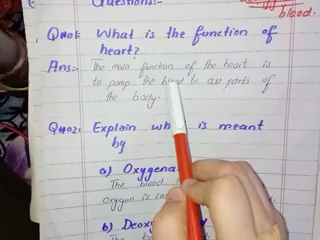 Questions:-
blood.
Q#01: What is the function of
heart?
Ans:- The main function of the heart is
to pump the blood to all parts of
the body.
Q#02: Explain is meant
by
a) Oxygena
The blood
oxygen is
b) Deox
The